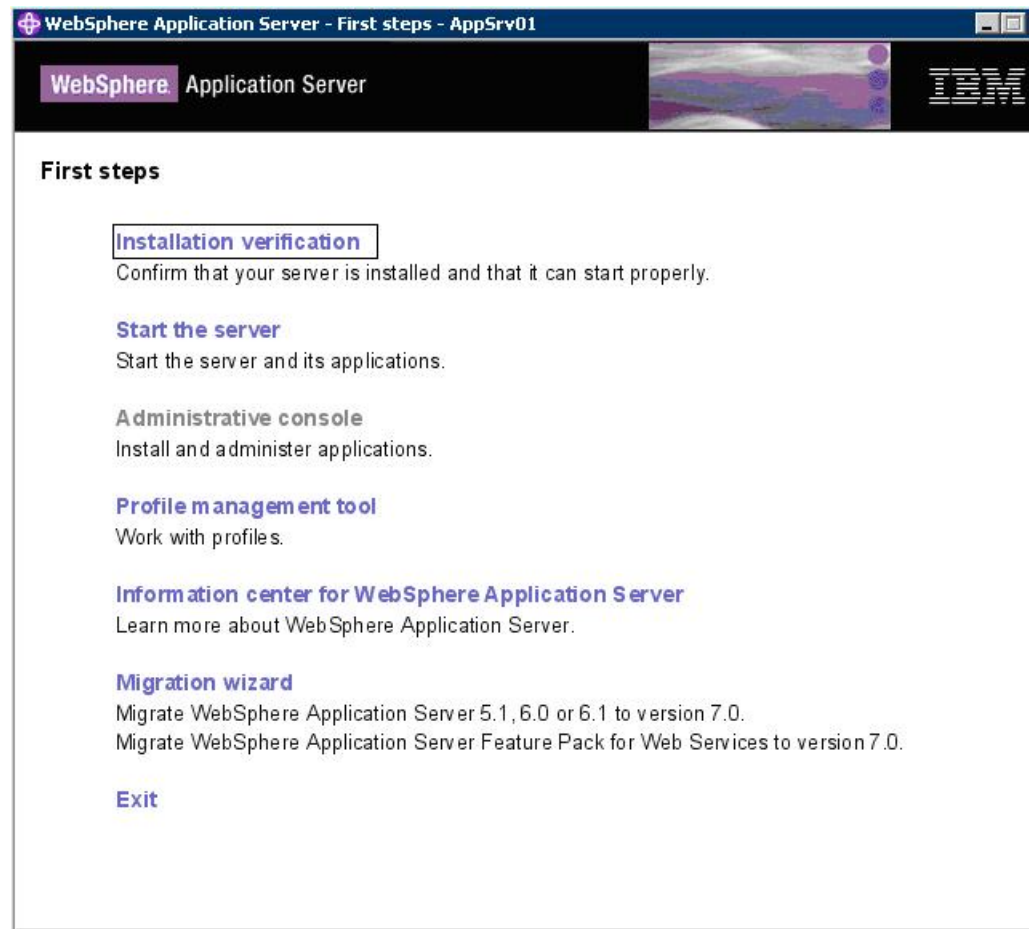 WebSphere Application Server - First steps - AppSrv01
WebSphere. Application Server
IBM
First steps
Installation verification
Confirm that your server is installed and that it can start properly.
Start the server
Start the server and its applications.
Administrative console
Install and administer applications.
Profile management tool
Work with profiles.
Information center for WebSphere Application Server
Learn more about WebSphere Application Server.
Migration wizard
Migrate WebSphere Application Server 5.1, 6.0 or 6.1 to version 7.0.
Migrate WebSphere Application Server Feature Pack for Web Services to version 7.0.
Exit